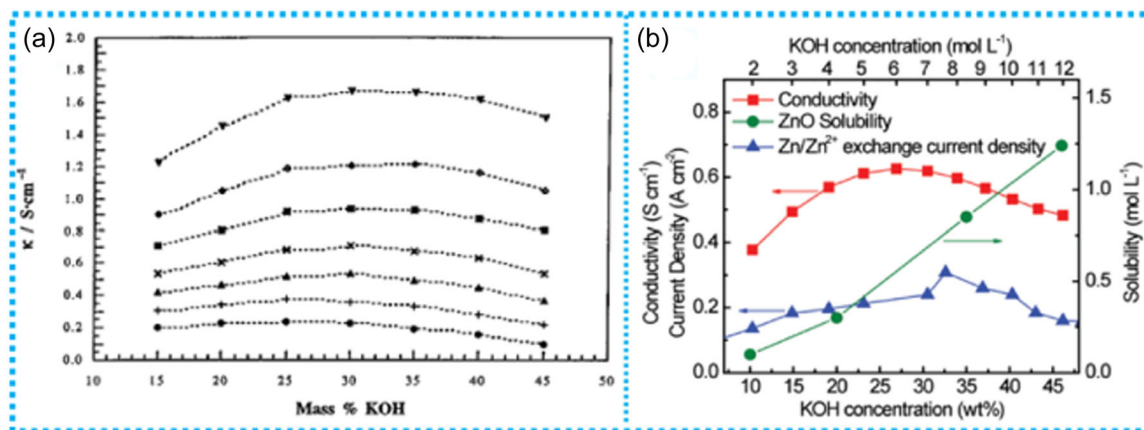 (a)
2.0
1.8
1.6
1.4
1.2
1.0
0.8
0.6
0.4
0.2
0.0
κ / S·cm⁻¹
10 15 20 25 30 35 40 45 50
Mass % KOH
(b)
KOH concentration (mol L⁻¹)
2 3 4 5 6 7 8 9 10 11 12
Conductivity
ZnO Solubility
Zn/Zn²⁺ exchange current density
0.8
0.6
0.4
0.2
0.0
Conductivity (S cm⁻¹)
Current Density (A cm⁻²)
1.5
1.0
0.5
0.0
Solubility (mol L⁻¹)
10 15 20 25 30 35 40 45
KOH concentration (wt%)